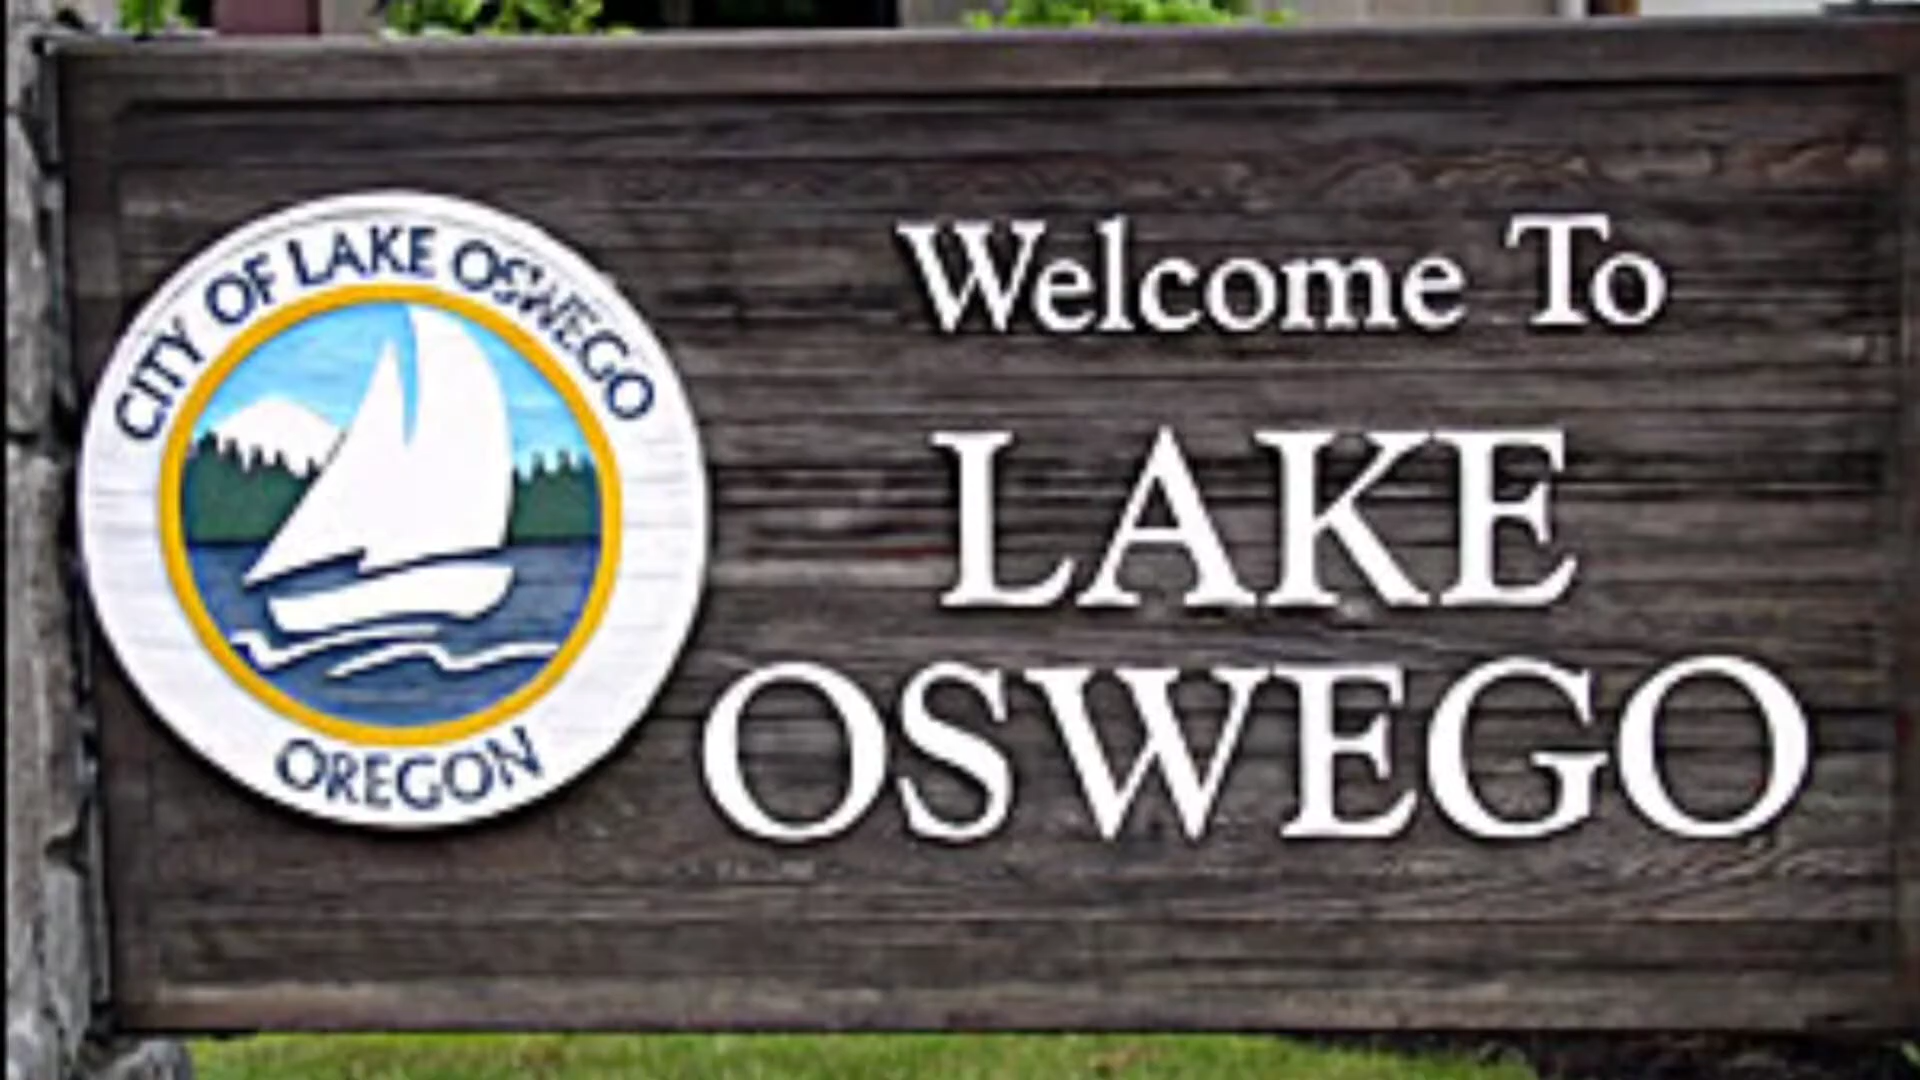 CITY OF LAKE OSWEGO
OREGON
Welcome To
LAKE
OSWEGO